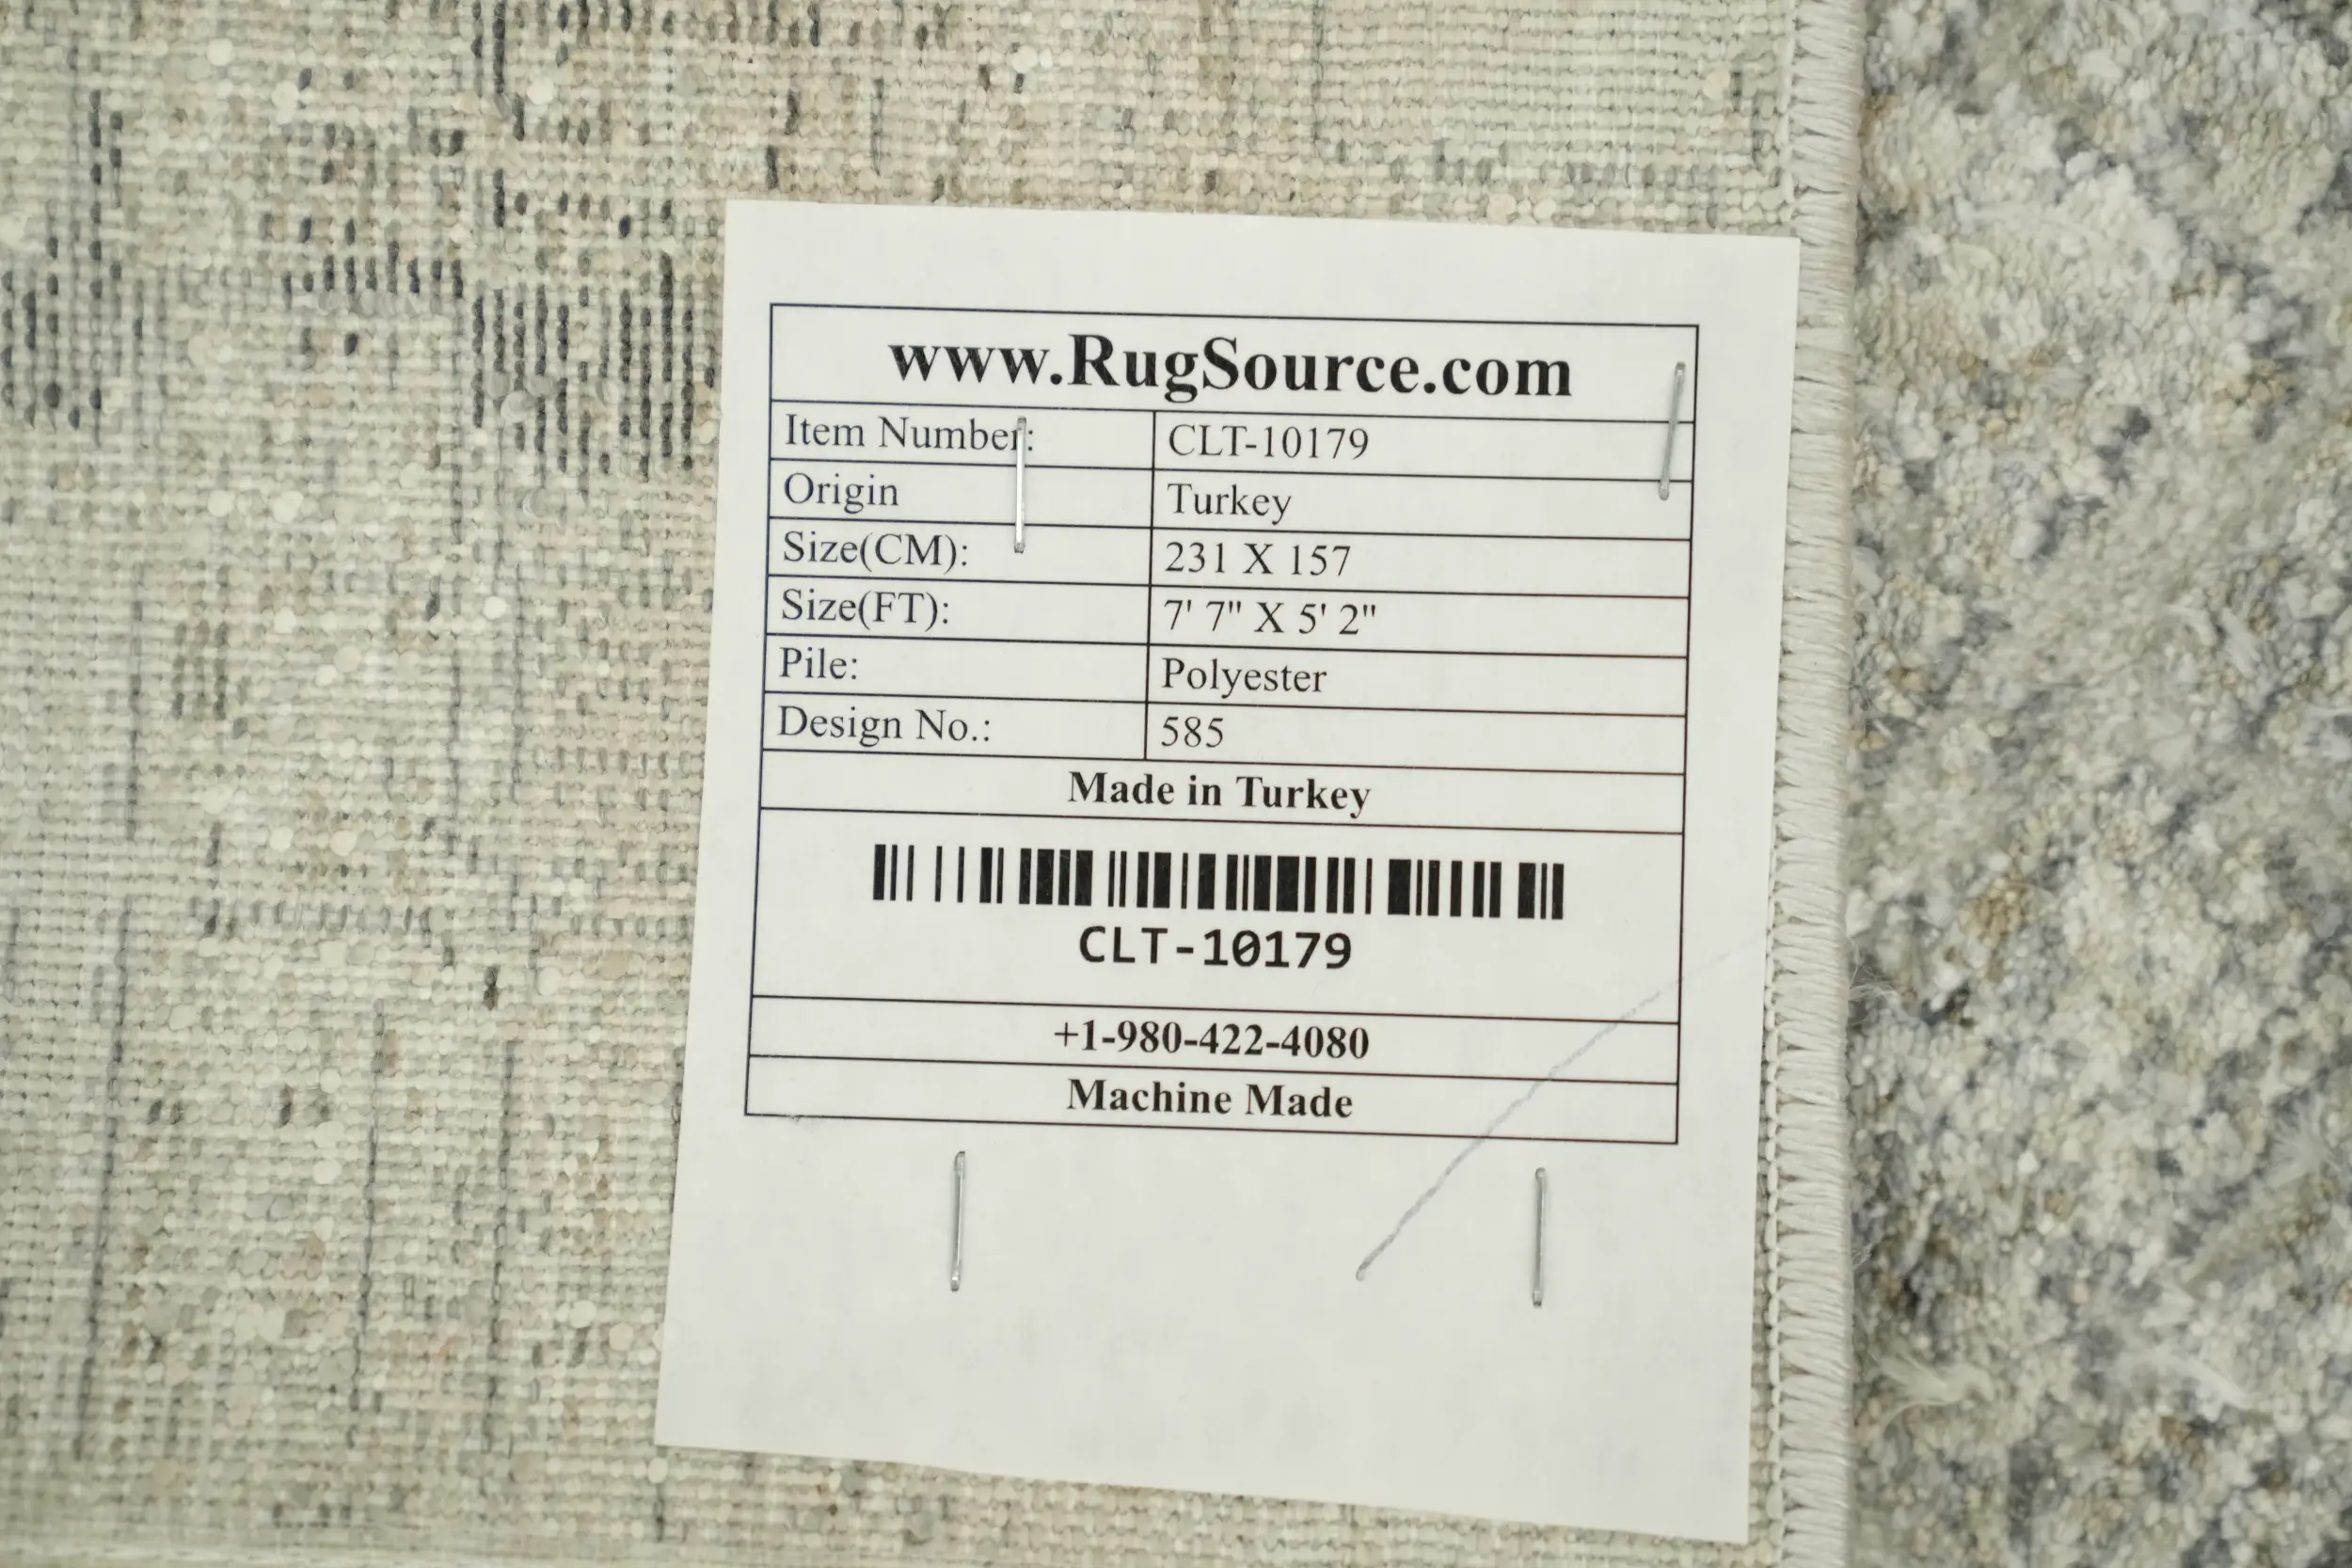 www.RugSource.com
Item Number: CLT-10179
Origin Turkey
Size(CM): 231 X 157
Size(FT): 7' 7" X 5' 2"
Pile: Polyester
Design No.: 585
Made in Turkey
CLT-10179
+1-980-422-4080
Machine Made